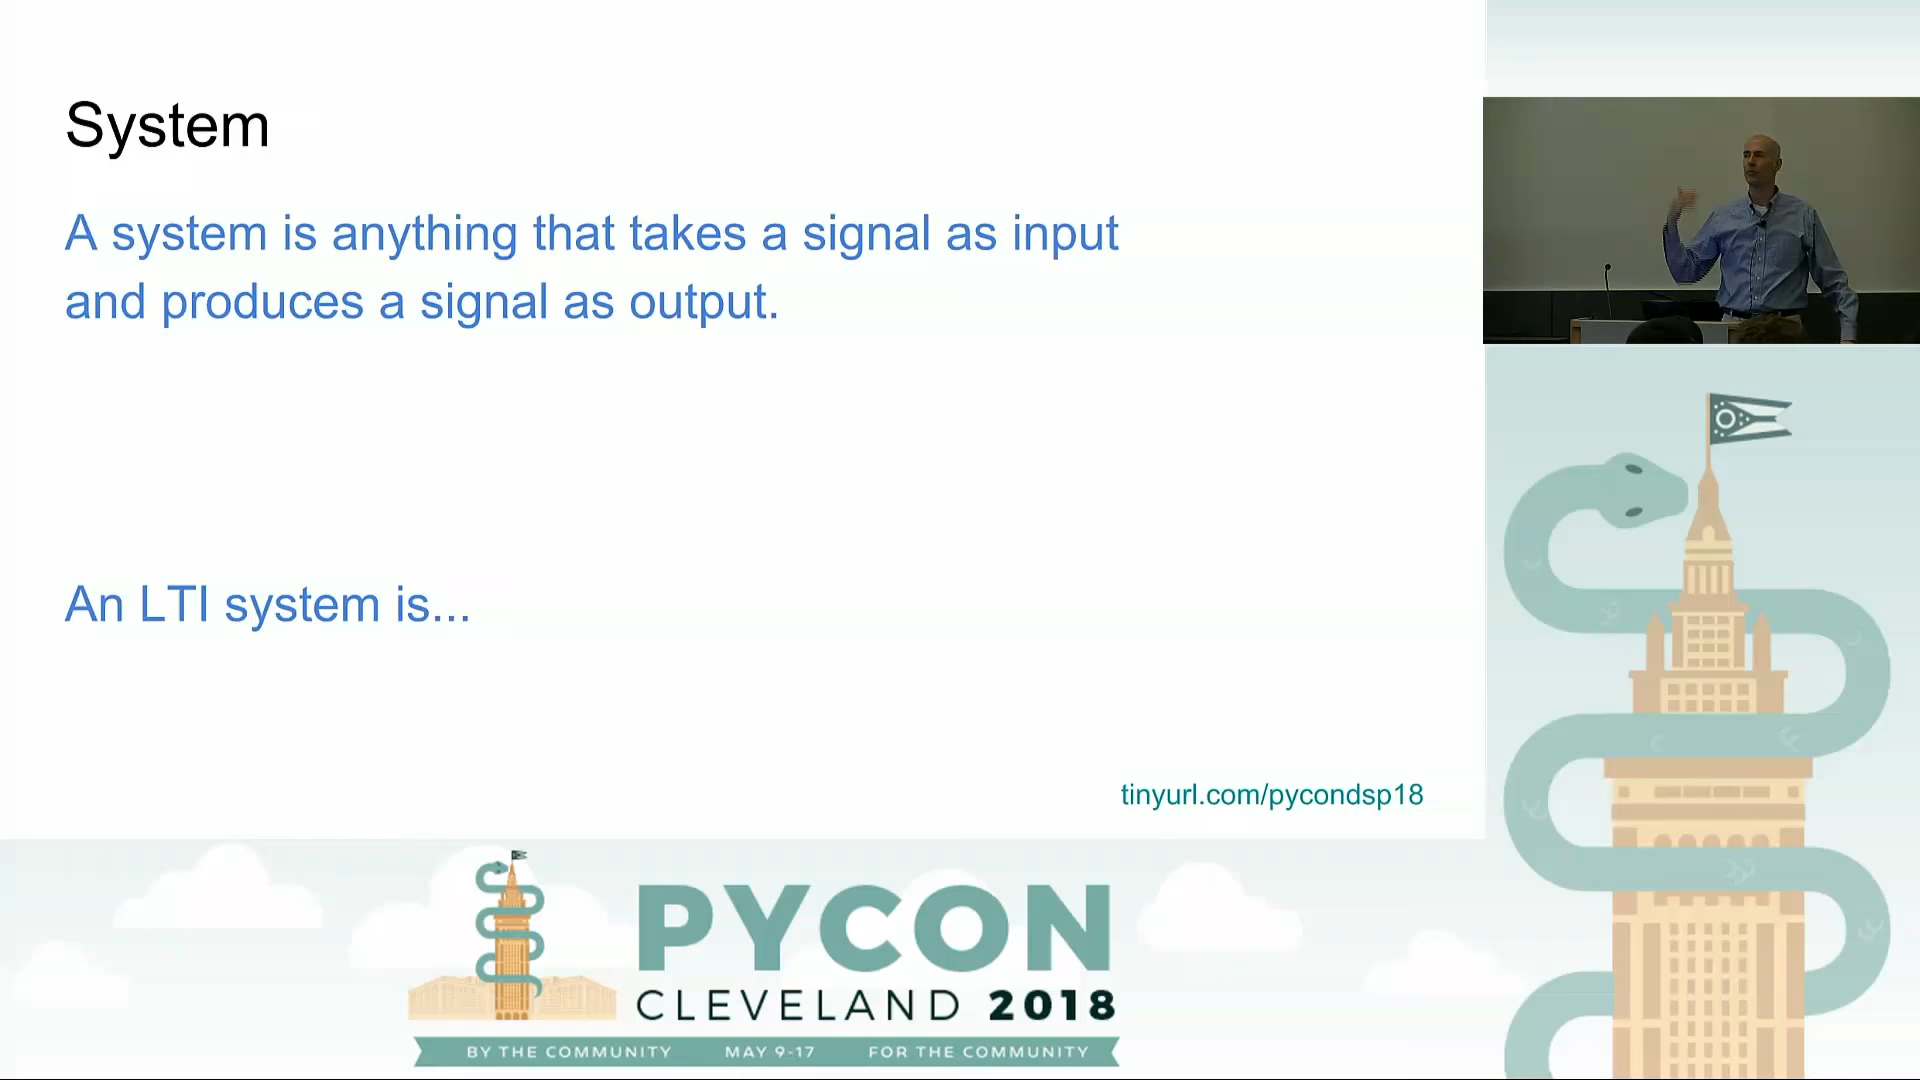 System
A system is anything that takes a signal as input
and produces a signal as output.
An LTI system is...
tinyurl.com/pycondsp18
PYCON
CLEVELAND 2018
BY THE COMMUNITY MAY 9-17 FOR THE COMMUNITY